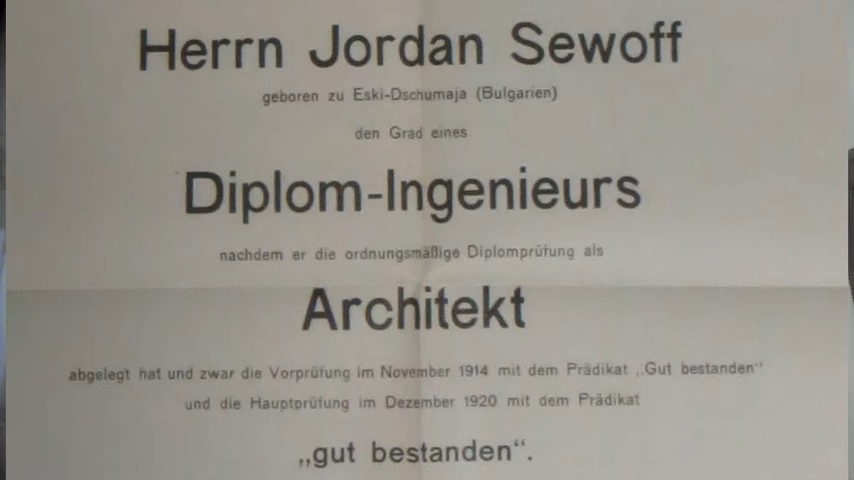 Herrn Jordan Sewoff
geboren zu Eski-Dschumaja (Bulgarien)
den Grad eines
Diplom-Ingenieurs
nachdem er die ordnungsmäßige Diplomprüfung als
Architekt
abgelegt hat und zwar die Vorprüfung im November 1914 mit dem Prädikat „Gut bestanden“
und die Hauptprüfung im Dezember 1920 mit dem Prädikat
„gut bestanden“.